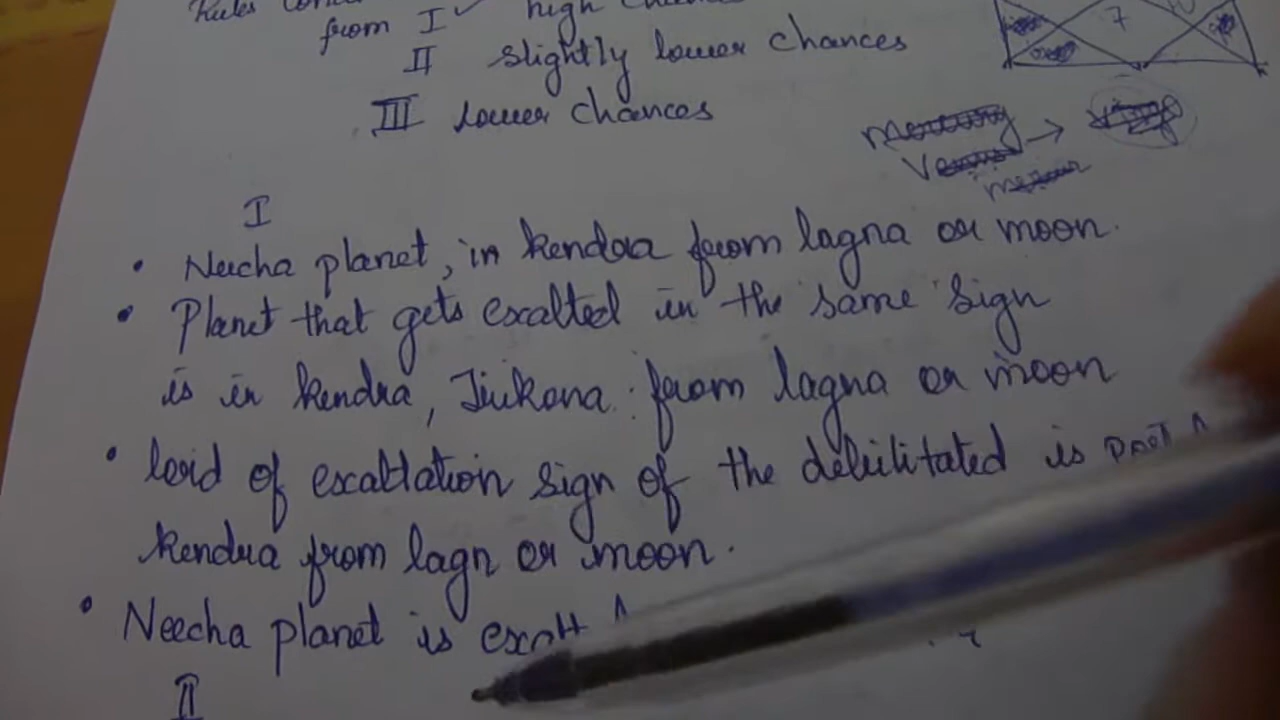 Rules
from I high
II slightly lower chances
III lower chances
7
I
• Neecha planet, in kendra from lagna or moon.
• Planet that gets exalted in the same sign
is in kendra, Trikona from lagna or moon
• lord of exaltation sign of the debilitated is
kendra from lagn or moon.
• Neecha planet is
II